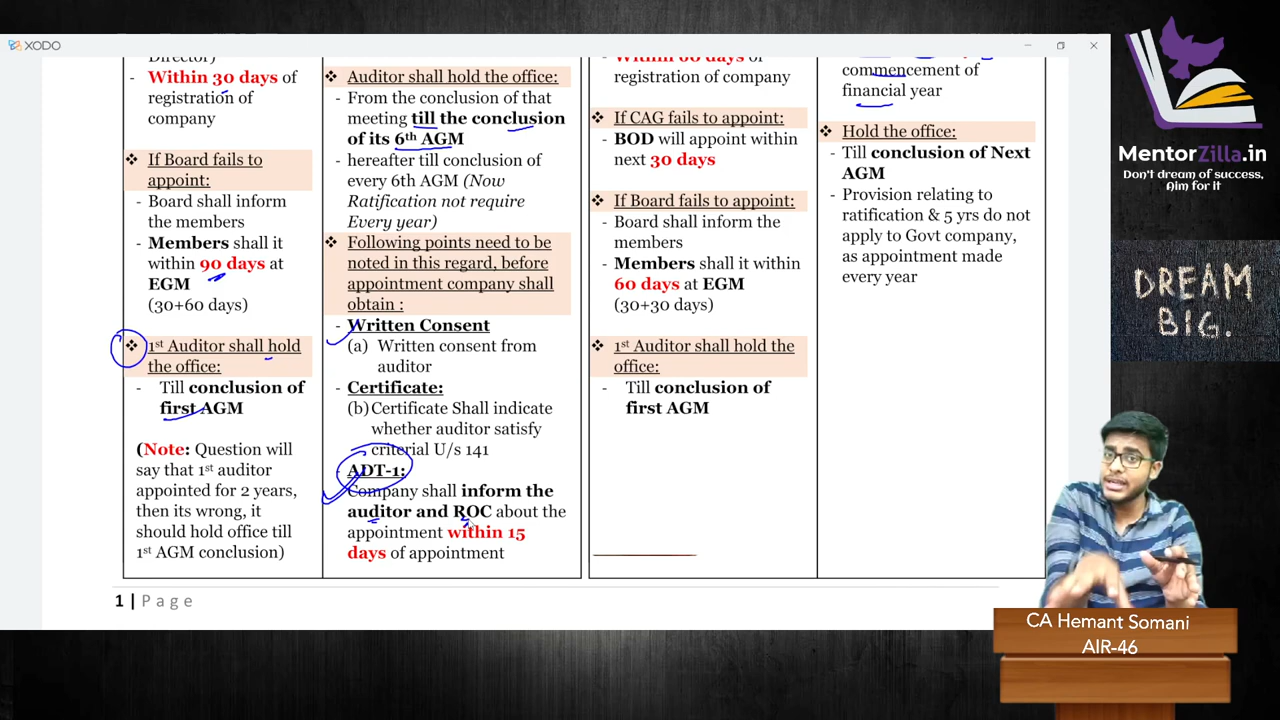 XODO
Director)
- Within 30 days of
registration of
company
❖ If Board fails to
appoint:
- Board shall inform
the members
- Members shall it
within 90 days at
EGM
(30+60 days)
❖ 1st Auditor shall hold
the office:
- Till conclusion of
first AGM
(Note: Question will
say that 1st auditor
appointed for 2 years,
then its wrong, it
should hold office till
1st AGM conclusion)
❖ Auditor shall hold the office:
- From the conclusion of that
meeting till the conclusion
of its 6th AGM
- hereafter till conclusion of
every 6th AGM (Now
Ratification not require
Every year)
❖ Following points need to be
noted in this regard, before
appointment company shall
obtain :
- Written Consent
(a) Written consent from
auditor
- Certificate:
(b) Certificate Shall indicate
whether auditor satisfy
criterial U/s 141
- ADT-1:
Company shall inform the
auditor and ROC about the
appointment within 15
days of appointment
- Within 60 days of
registration of company
❖ If CAG fails to appoint:
- BOD will appoint within
next 30 days
❖ If Board fails to appoint:
- Board shall inform the
members
- Members shall it within
60 days at EGM
(30+30 days)
❖ 1st Auditor shall hold the
office:
- Till conclusion of
first AGM
commencement of
financial year
❖ Hold the office:
- Till conclusion of Next
AGM
- Provision relating to
ratification & 5 yrs do not
apply to Govt company,
as appointment made
every year
1 | Page
MentorZilla.in
Don't dream of success,
Aim for it
DREAM
BIG.
CA Hemant Somani
AIR-46